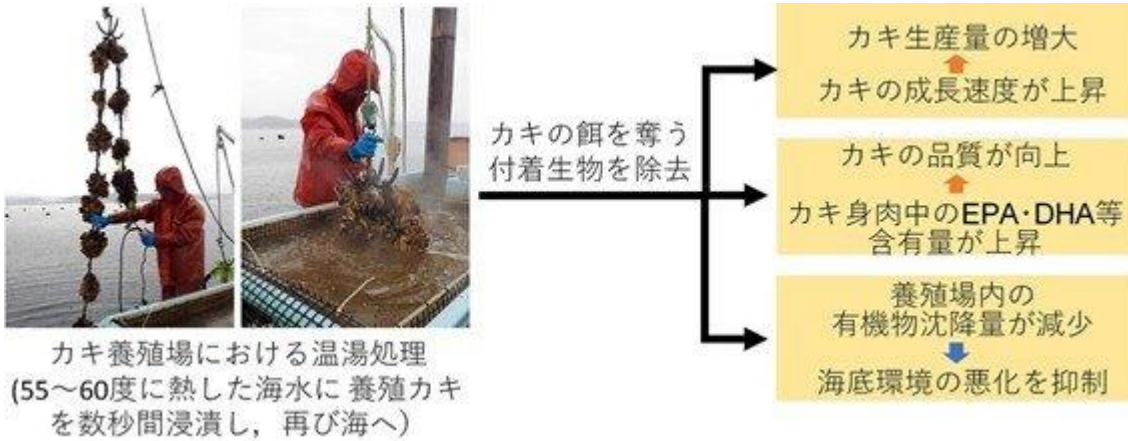 カキ養殖場における温湯処理
(55～60度に熱した海水に 養殖カキ
を数秒間浸漬し，再び海へ)
カキの餌を奪う
付着生物を除去
カキ生産量の増大
カキの成長速度が上昇
カキの品質が向上
カキ身肉中のEPA・DHA等
含有量が上昇
養殖場内の
有機物沈降量が減少
海底環境の悪化を抑制